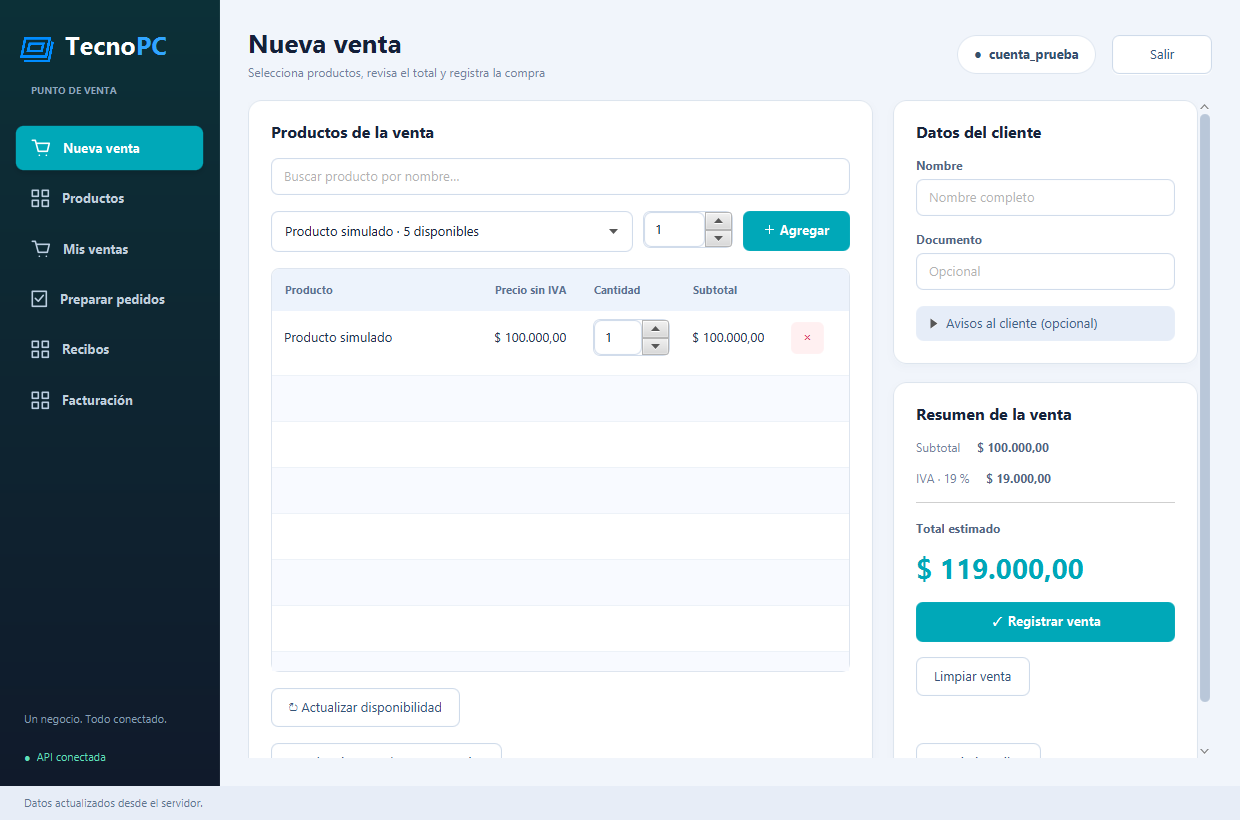 TecnoPC
PUNTO DE VENTA
Nueva venta
Productos
Mis ventas
Preparar pedidos
Recibos
Facturación
Un negocio. Todo conectado.
● API conectada
Nueva venta
Selecciona productos, revisa el total y registra la compra
● cuenta_prueba
Salir
Productos de la venta
Buscar producto por nombre...
Producto simulado · 5 disponibles
1
+ Agregar
Producto Precio sin IVA Cantidad Subtotal
Producto simulado $ 100.000,00 1 $ 100.000,00 ×
↻ Actualizar disponibilidad
Datos del cliente
Nombre
Nombre completo
Documento
Opcional
▶ Avisos al cliente (opcional)
Resumen de la venta
Subtotal $ 100.000,00
IVA · 19 % $ 19.000,00
Total estimado
$ 119.000,00
✓ Registrar venta
Limpiar venta
Datos actualizados desde el servidor.